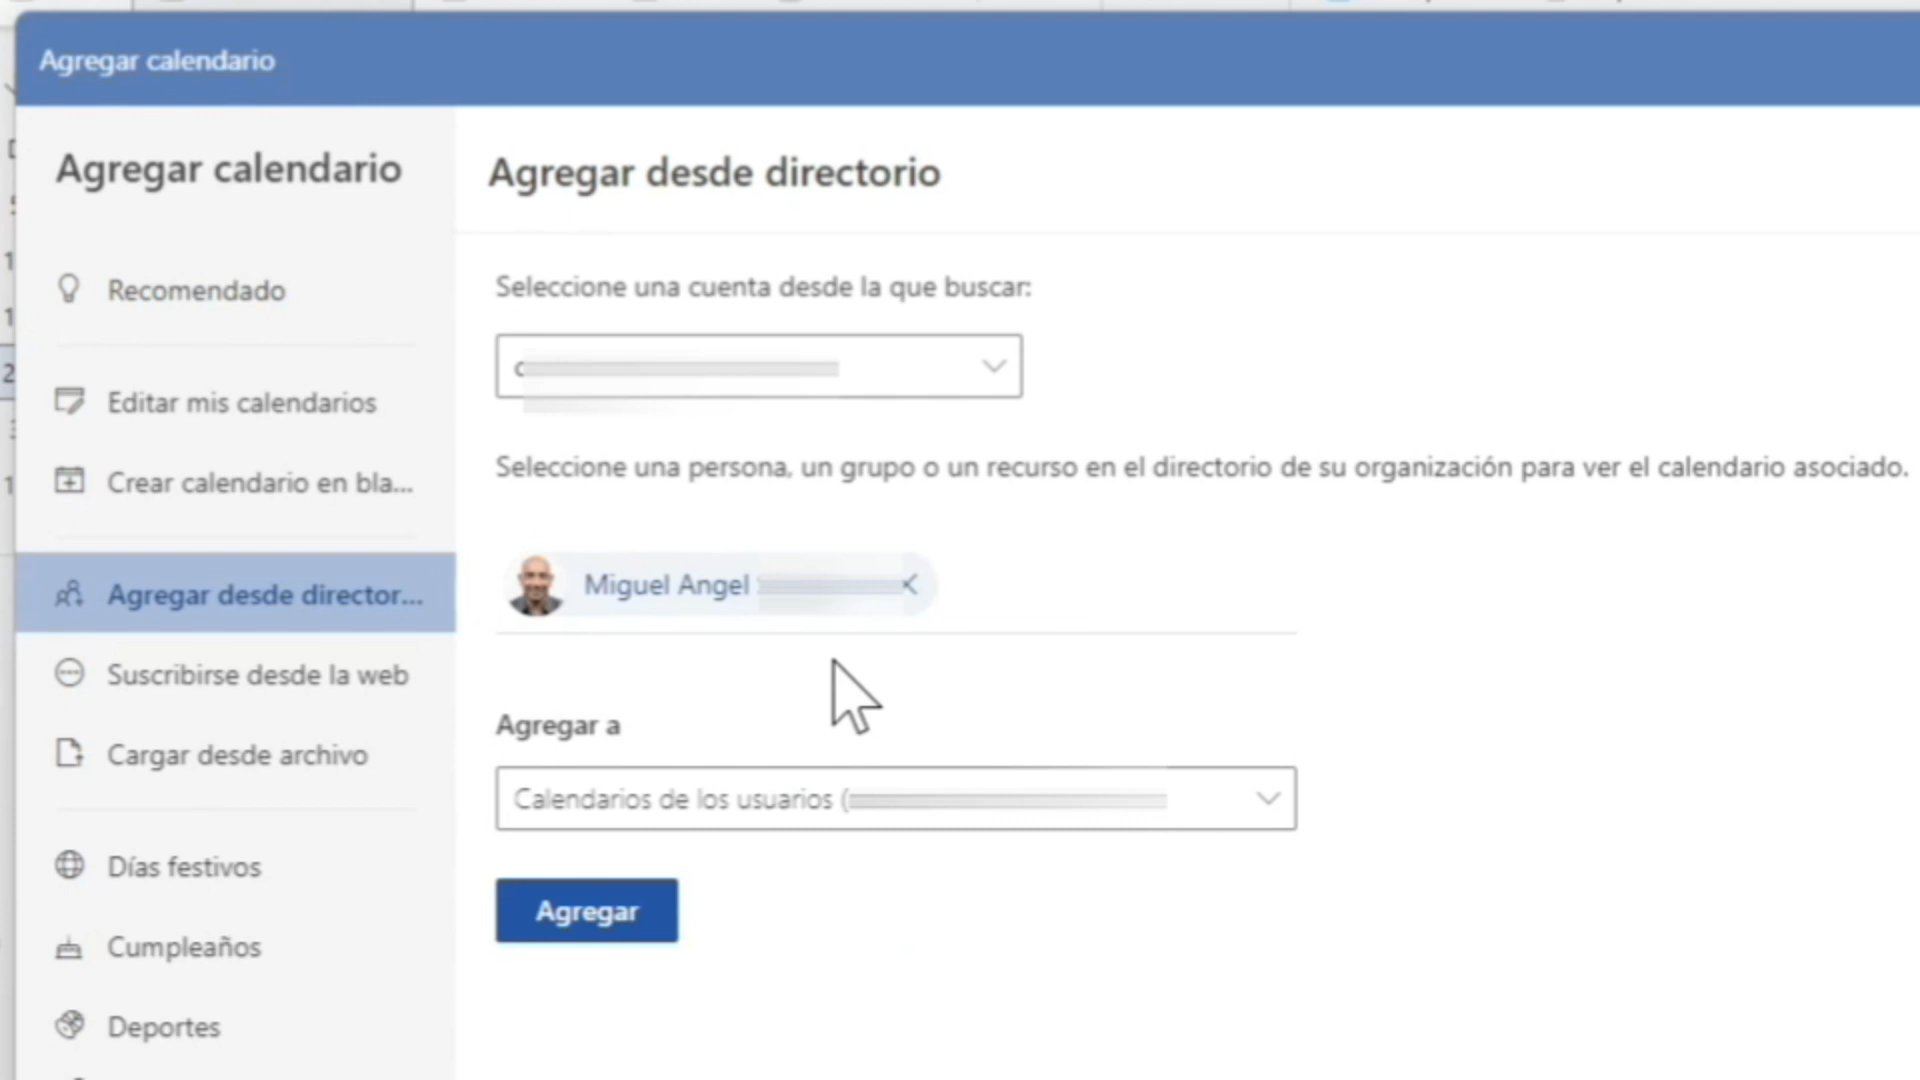 Agregar calendario
Agregar calendario
Recomendado
Editar mis calendarios
Crear calendario en bla...
Agregar desde director...
Suscribirse desde la web
Cargar desde archivo
Días festivos
Cumpleaños
Deportes
Agregar desde directorio
Seleccione una cuenta desde la que buscar:
c
Seleccione una persona, un grupo o un recurso en el directorio de su organización para ver el calendario asociado.
Miguel Angel
Agregar a
Calendarios de los usuarios (
Agregar